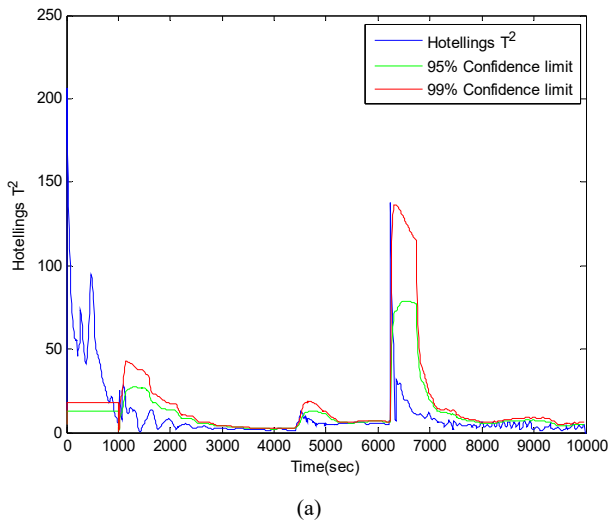 Hotellings T²
95% Confidence limit
99% Confidence limit
250
200
150
100
50
0
Hotellings T²
0 1000 2000 3000 4000 5000 6000 7000 8000 9000 10000
Time(sec)
(a)